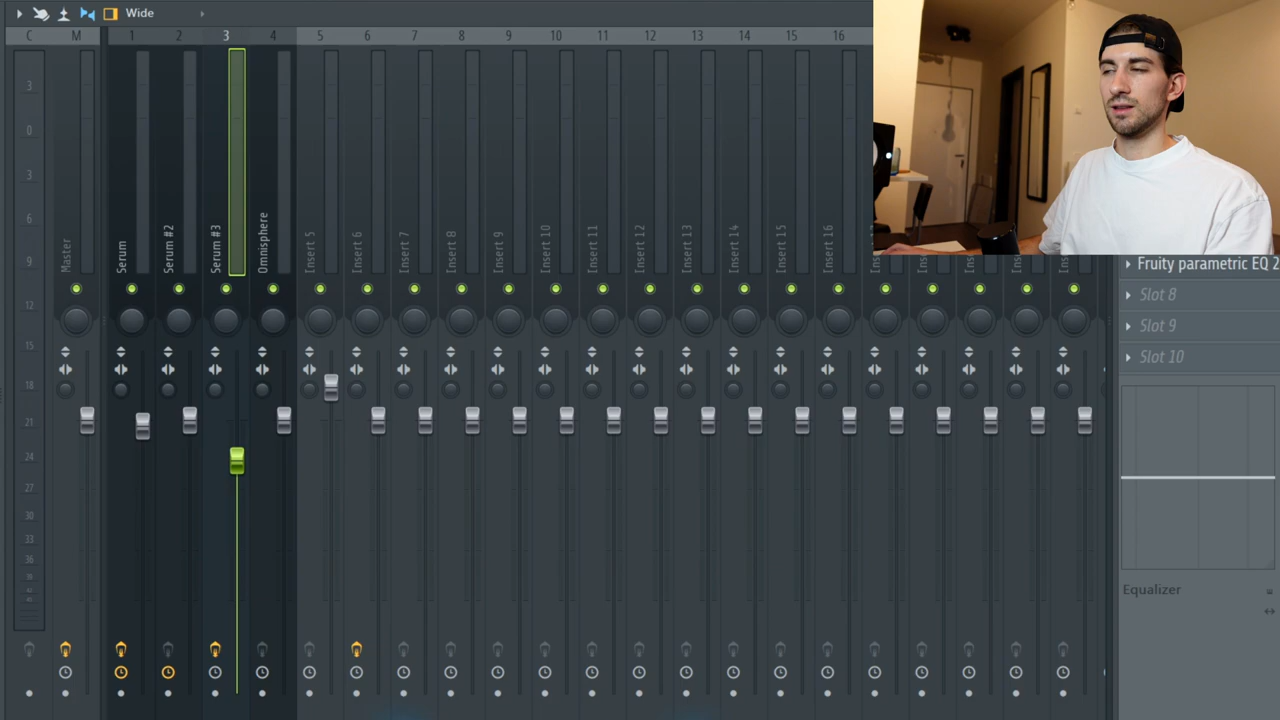 Wide
C M 1 2 3 4 5 6 7 8 9 10 11 12 13 14 15 16
3
0
3
6
9
12
15
18
21
24
27
30
33
36
39
Master
Serum
Serum #2
Serum #3
Omnisphere
Insert 5
Insert 6
Insert 7
Insert 8
Insert 9
Insert 10
Insert 11
Insert 12
Insert 13
Insert 14
Insert 15
Insert 16
Fruity parametric EQ 2
Slot 8
Slot 9
Slot 10
Equalizer